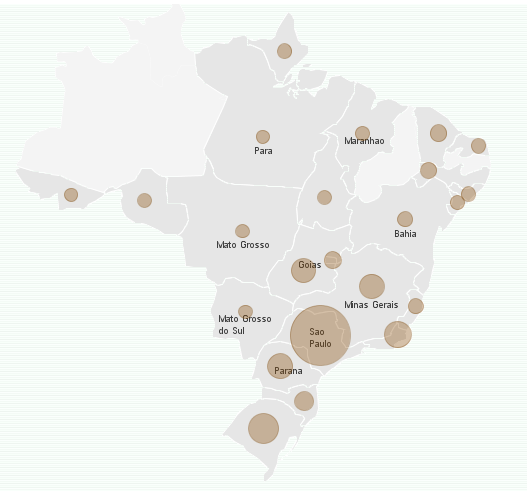 Maranhao
Para
Bahia
Mato Grosso
Goias
Minas Gerais
Mato Grosso
do Sul
Sao
Paulo
Parana